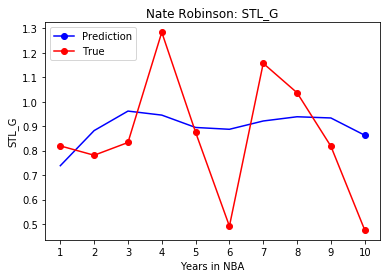 Nate Robinson: STL_G
Prediction
True
1.3
1.2
1.1
1.0
0.9
0.8
0.7
0.6
0.5
STL_G
1 2 3 4 5 6 7 8 9 10
Years in NBA